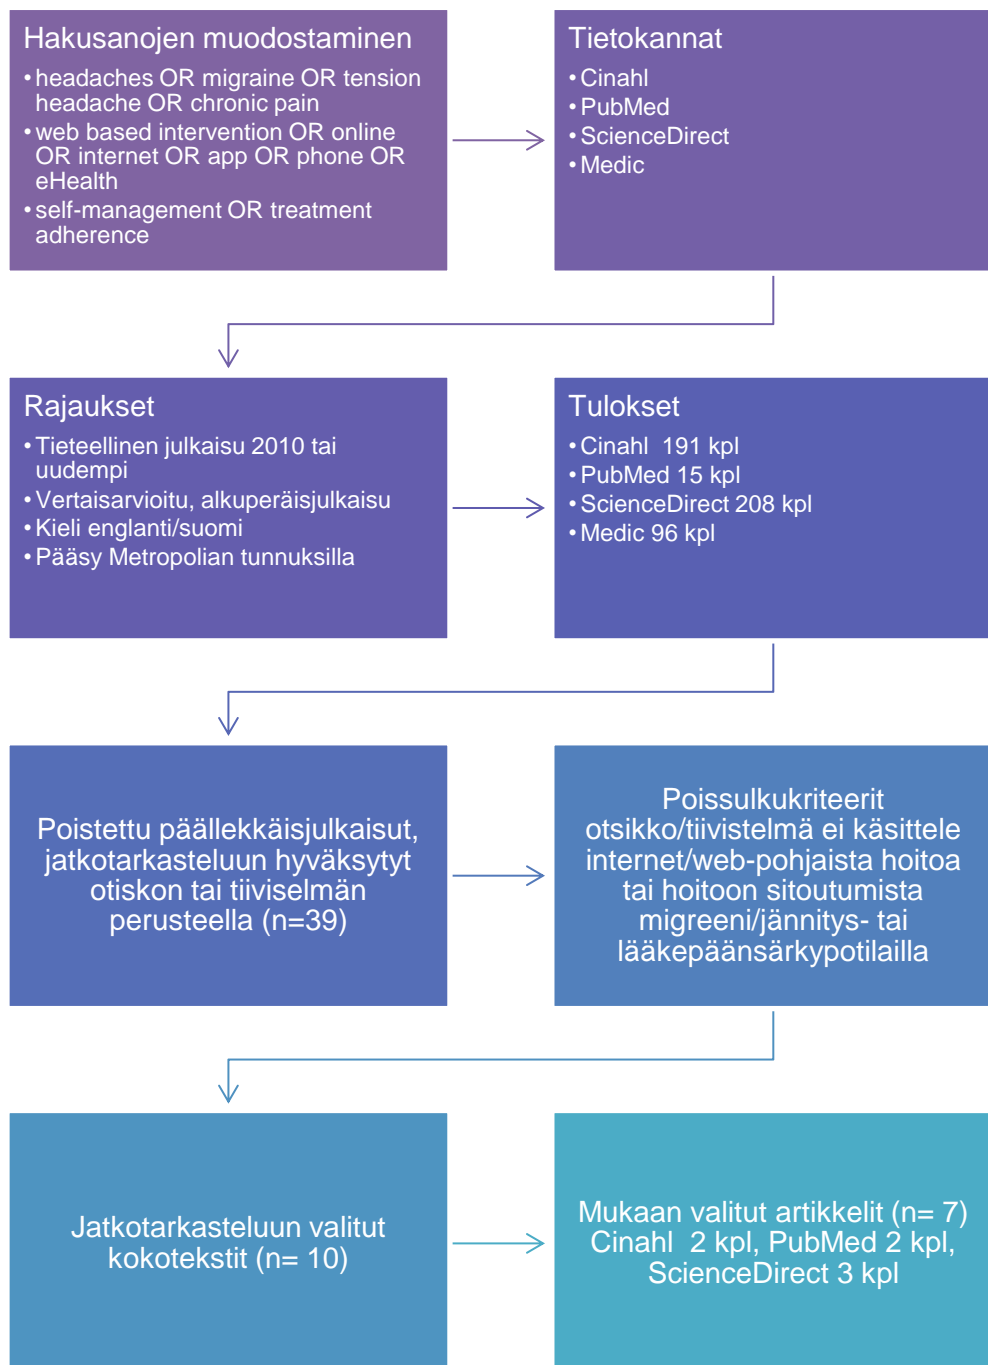 Hakusanojen muodostaminen
• headaches OR migraine OR tension
headache OR chronic pain
• web based intervention OR online
OR internet OR app OR phone OR
eHealth
• self-management OR treatment
adherence
Tietokannat
• Cinahl
• PubMed
• ScienceDirect
• Medic
Rajaukset
• Tieteellinen julkaisu 2010 tai
uudempi
• Vertaisarvioitu, alkuperäisjulkaisu
• Kieli englanti/suomi
• Pääsy Metropolian tunnuksilla
Tulokset
• Cinahl 191 kpl
• PubMed 15 kpl
• ScienceDirect 208 kpl
• Medic 96 kpl
Poistettu päällekkäisjulkaisut,
jatkotarkasteluun hyväksytyt
otiskon tai tiiviselmän
perusteella (n=39)
Poissulkukriteerit
otsikko/tiivistelmä ei käsittele
internet/web-pohjaista hoitoa
tai hoitoon sitoutumista
migreeni/jännitys- tai
lääkepäänsärkypotilailla
Jatkotarkasteluun valitut
kokotekstit (n= 10)
Mukaan valitut artikkelit (n= 7)
Cinahl 2 kpl, PubMed 2 kpl,
ScienceDirect 3 kpl